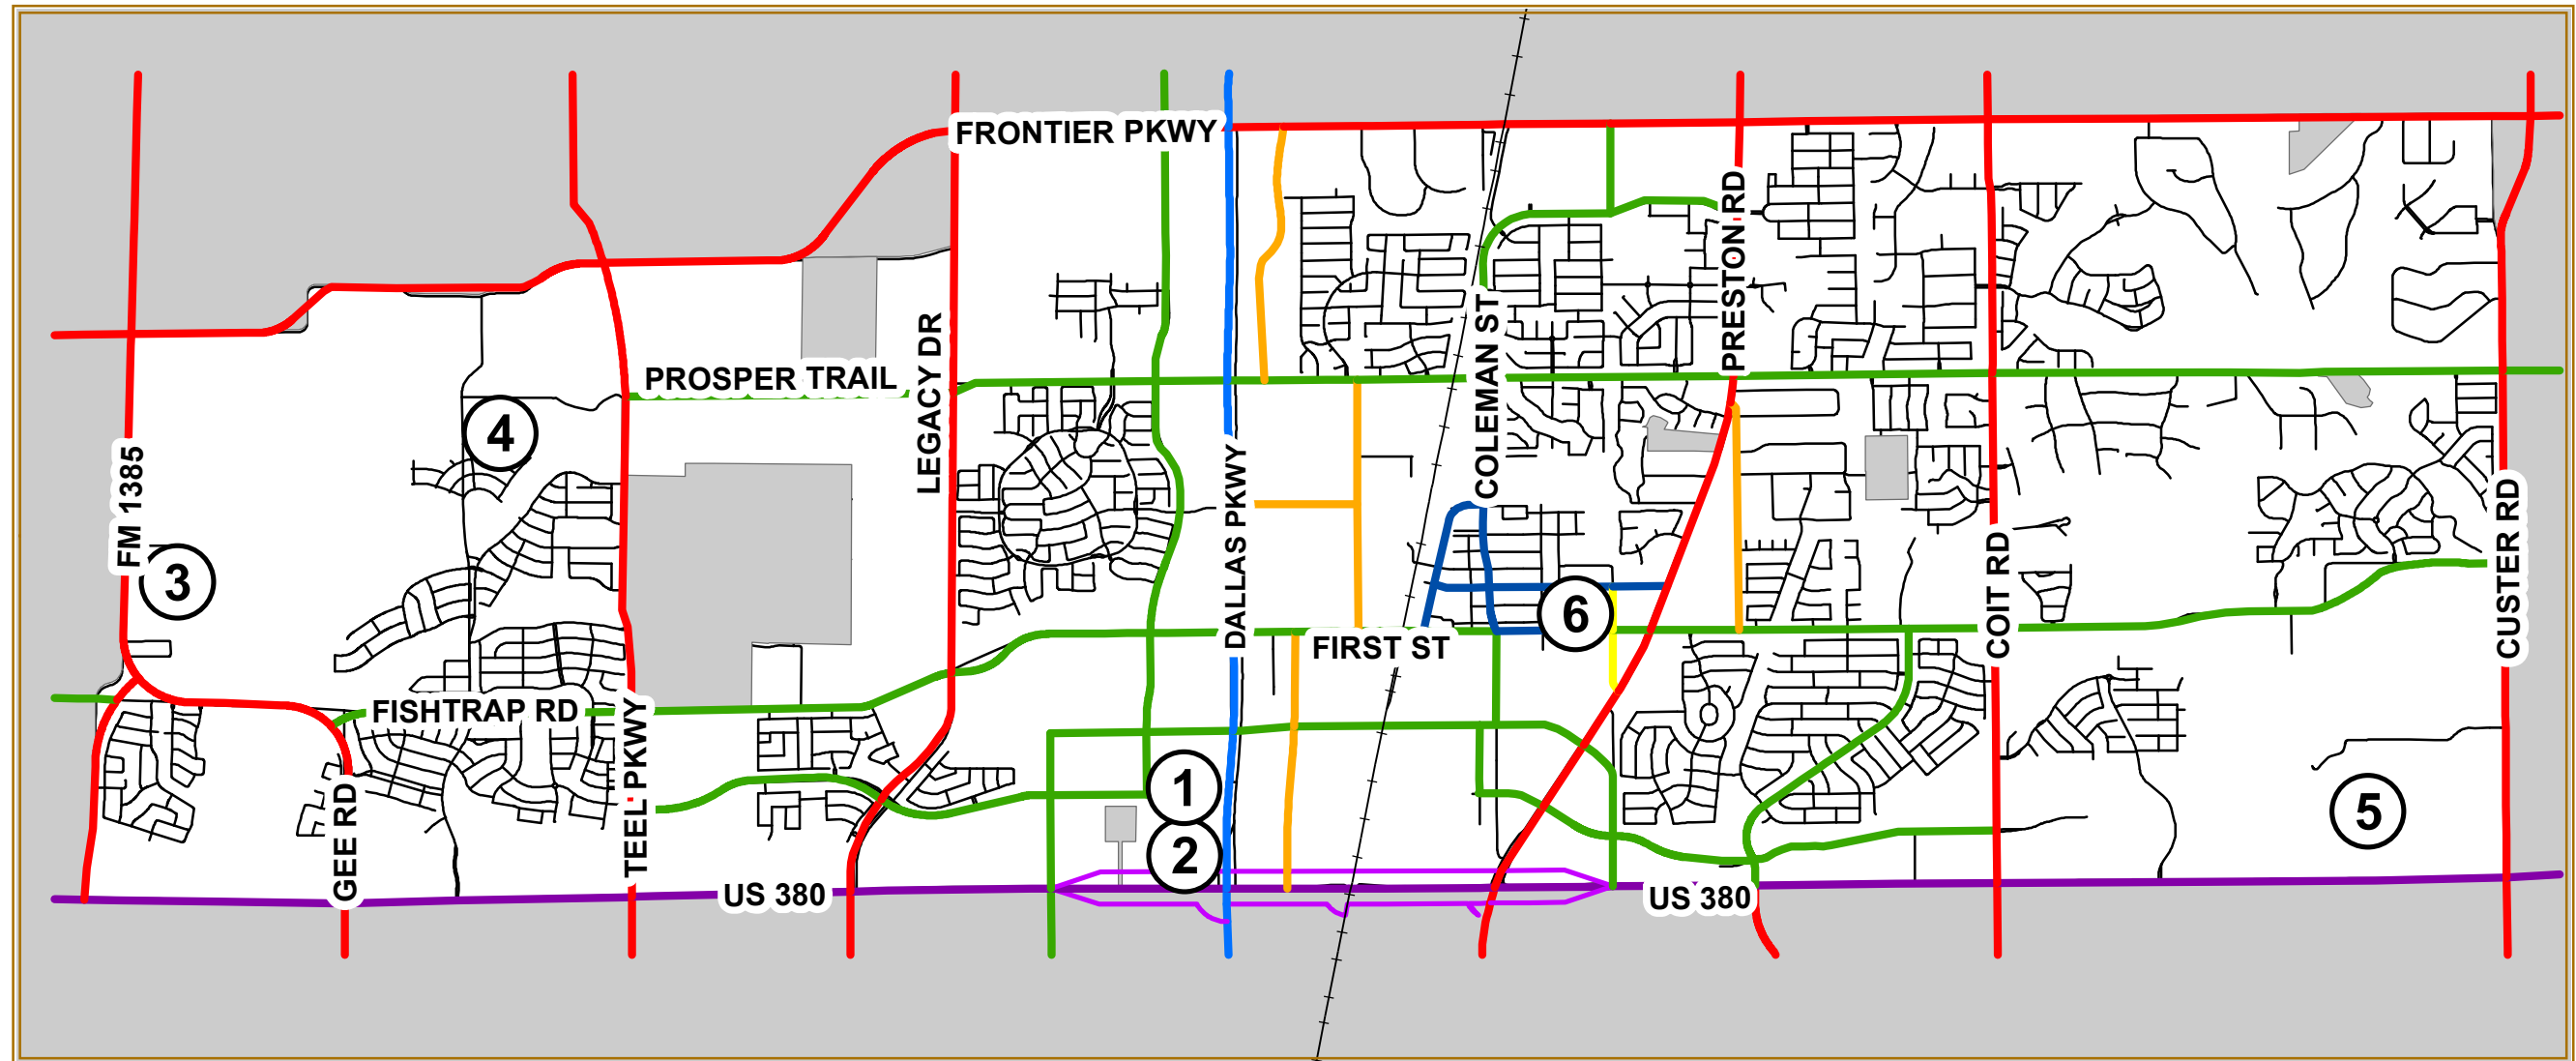 FRONTIER PKWY
PRESTON RD
COLEMAN ST
LEGACY DR
PROSPER TRAIL
4
FM 1385
DALLAS PKWY
COIT RD
CUSTER RD
3
6
FIRST ST
FISHTRAP RD
TEEL PKWY
GEE RD
1
2
5
US 380
US 380